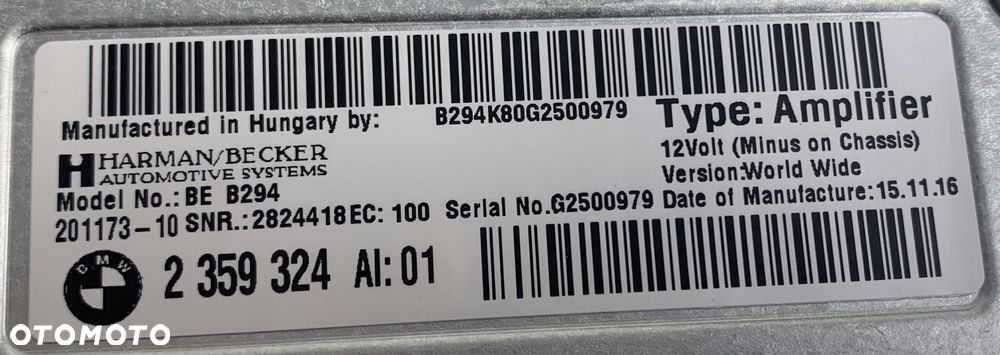 Manufactured in Hungary by:
B294K80G2500979
Type: Amplifier
HARMAN/BECKER
AUTOMOTIVE SYSTEMS
12Volt (Minus on Chassis)
Version:World Wide
Model No.:BE B294
201173-10 SNR.:2824418 EC: 100 Serial No.G2500979 Date of Manufacture:15.11.16
BMW
2 359 324 AI: 01
OTOMOTO